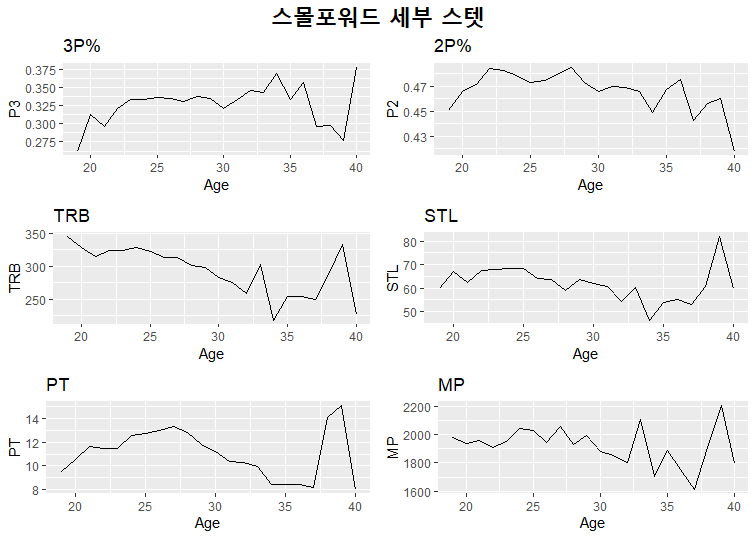 스몰포워드 세부 스텟
3P%
2P%
P3
0.375
0.350
0.325
0.300
0.275
20 25 30 35 40
Age
P2
0.47
0.45
0.43
20 25 30 35 40
Age
TRB
STL
TRB
350
300
250
20 25 30 35 40
Age
STL
80
70
60
50
20 25 30 35 40
Age
PT
MP
PT
14
12
10
8
20 25 30 35 40
Age
MP
2200
2000
1800
1600
20 25 30 35 40
Age